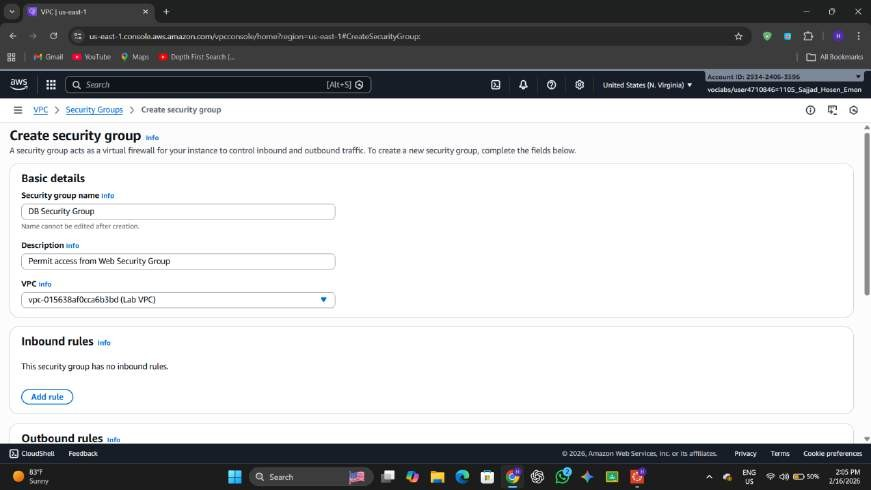 VPC | us-east-1
us-east-1.console.aws.amazon.com/vpcconsole/home?region=us-east-1#CreateSecurityGroup:
Gmail YouTube Maps Depth First Search (... All Bookmarks
aws Search [Alt+S] United States (N. Virginia) Account ID: 2934-2406-3596
voclabs/user4710846=1105_Sajjad_Hosen_Emon
VPC > Security Groups > Create security group
Create security group Info
A security group acts as a virtual firewall for your instance to control inbound and outbound traffic. To create a new security group, complete the fields below.
Basic details
Security group name Info
DB Security Group
Name cannot be edited after creation.
Description Info
Permit access from Web Security Group
VPC Info
vpc-015638af0cca6b3bd (Lab VPC)
Inbound rules Info
This security group has no inbound rules.
Add rule
Outbound rules Info
CloudShell Feedback © 2026, Amazon Web Services, Inc. or its affiliates. Privacy Terms Cookie preferences
83°F
Sunny
Search
2
ENG
US
50%
2:05 PM
2/16/2026